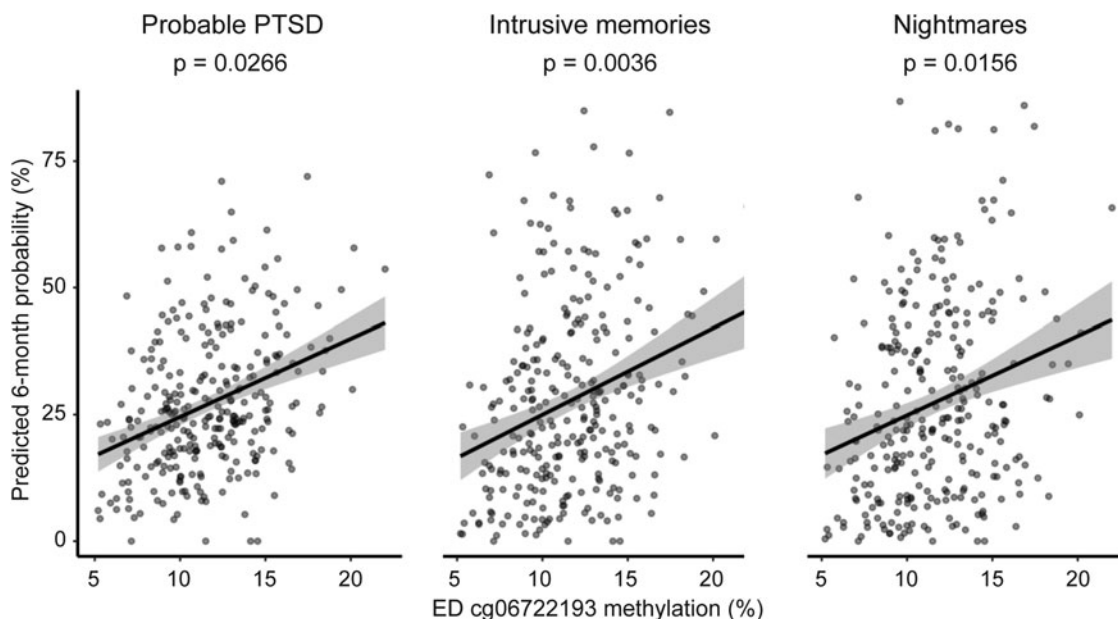 Probable PTSD
p = 0.0266
Intrusive memories
p = 0.0036
Nightmares
p = 0.0156
Predicted 6-month probability (%)
75
50
25
0
5 10 15 20
5 10 15 20
5 10 15 20
ED cg06722193 methylation (%)